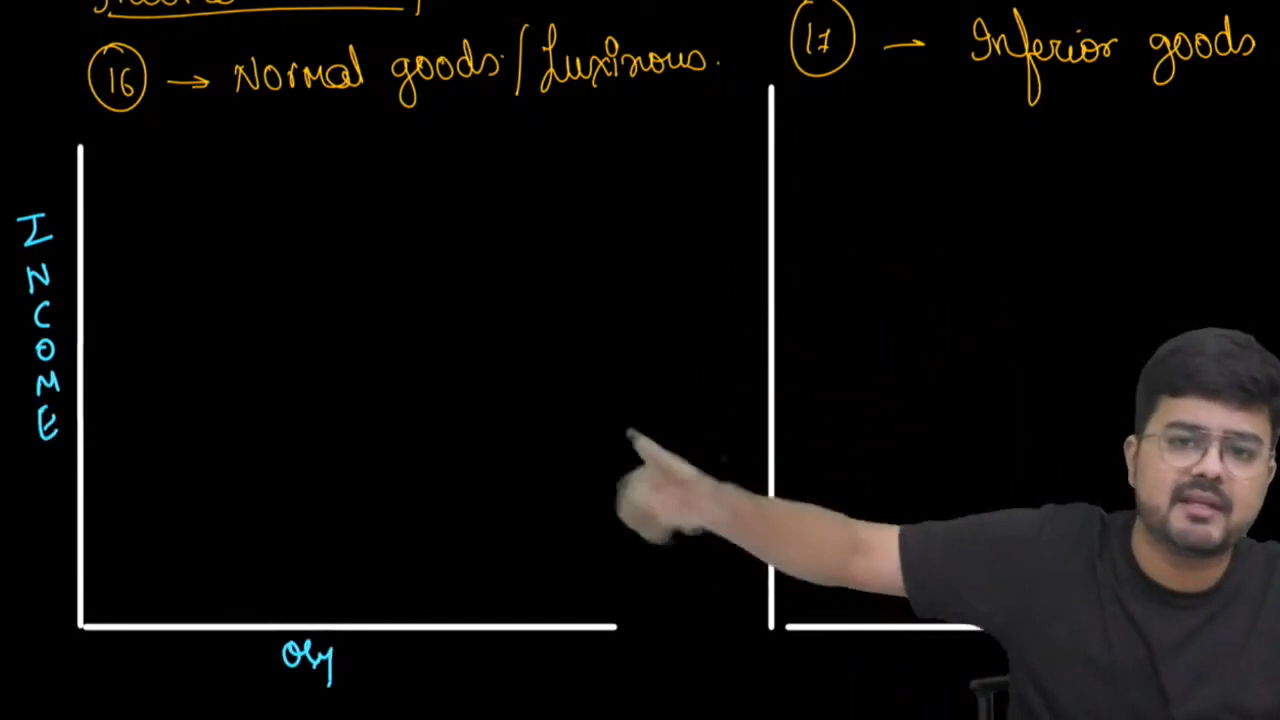 16 → Normal goods / Luxirous.
17 → Inferior goods
INCOME
Qty